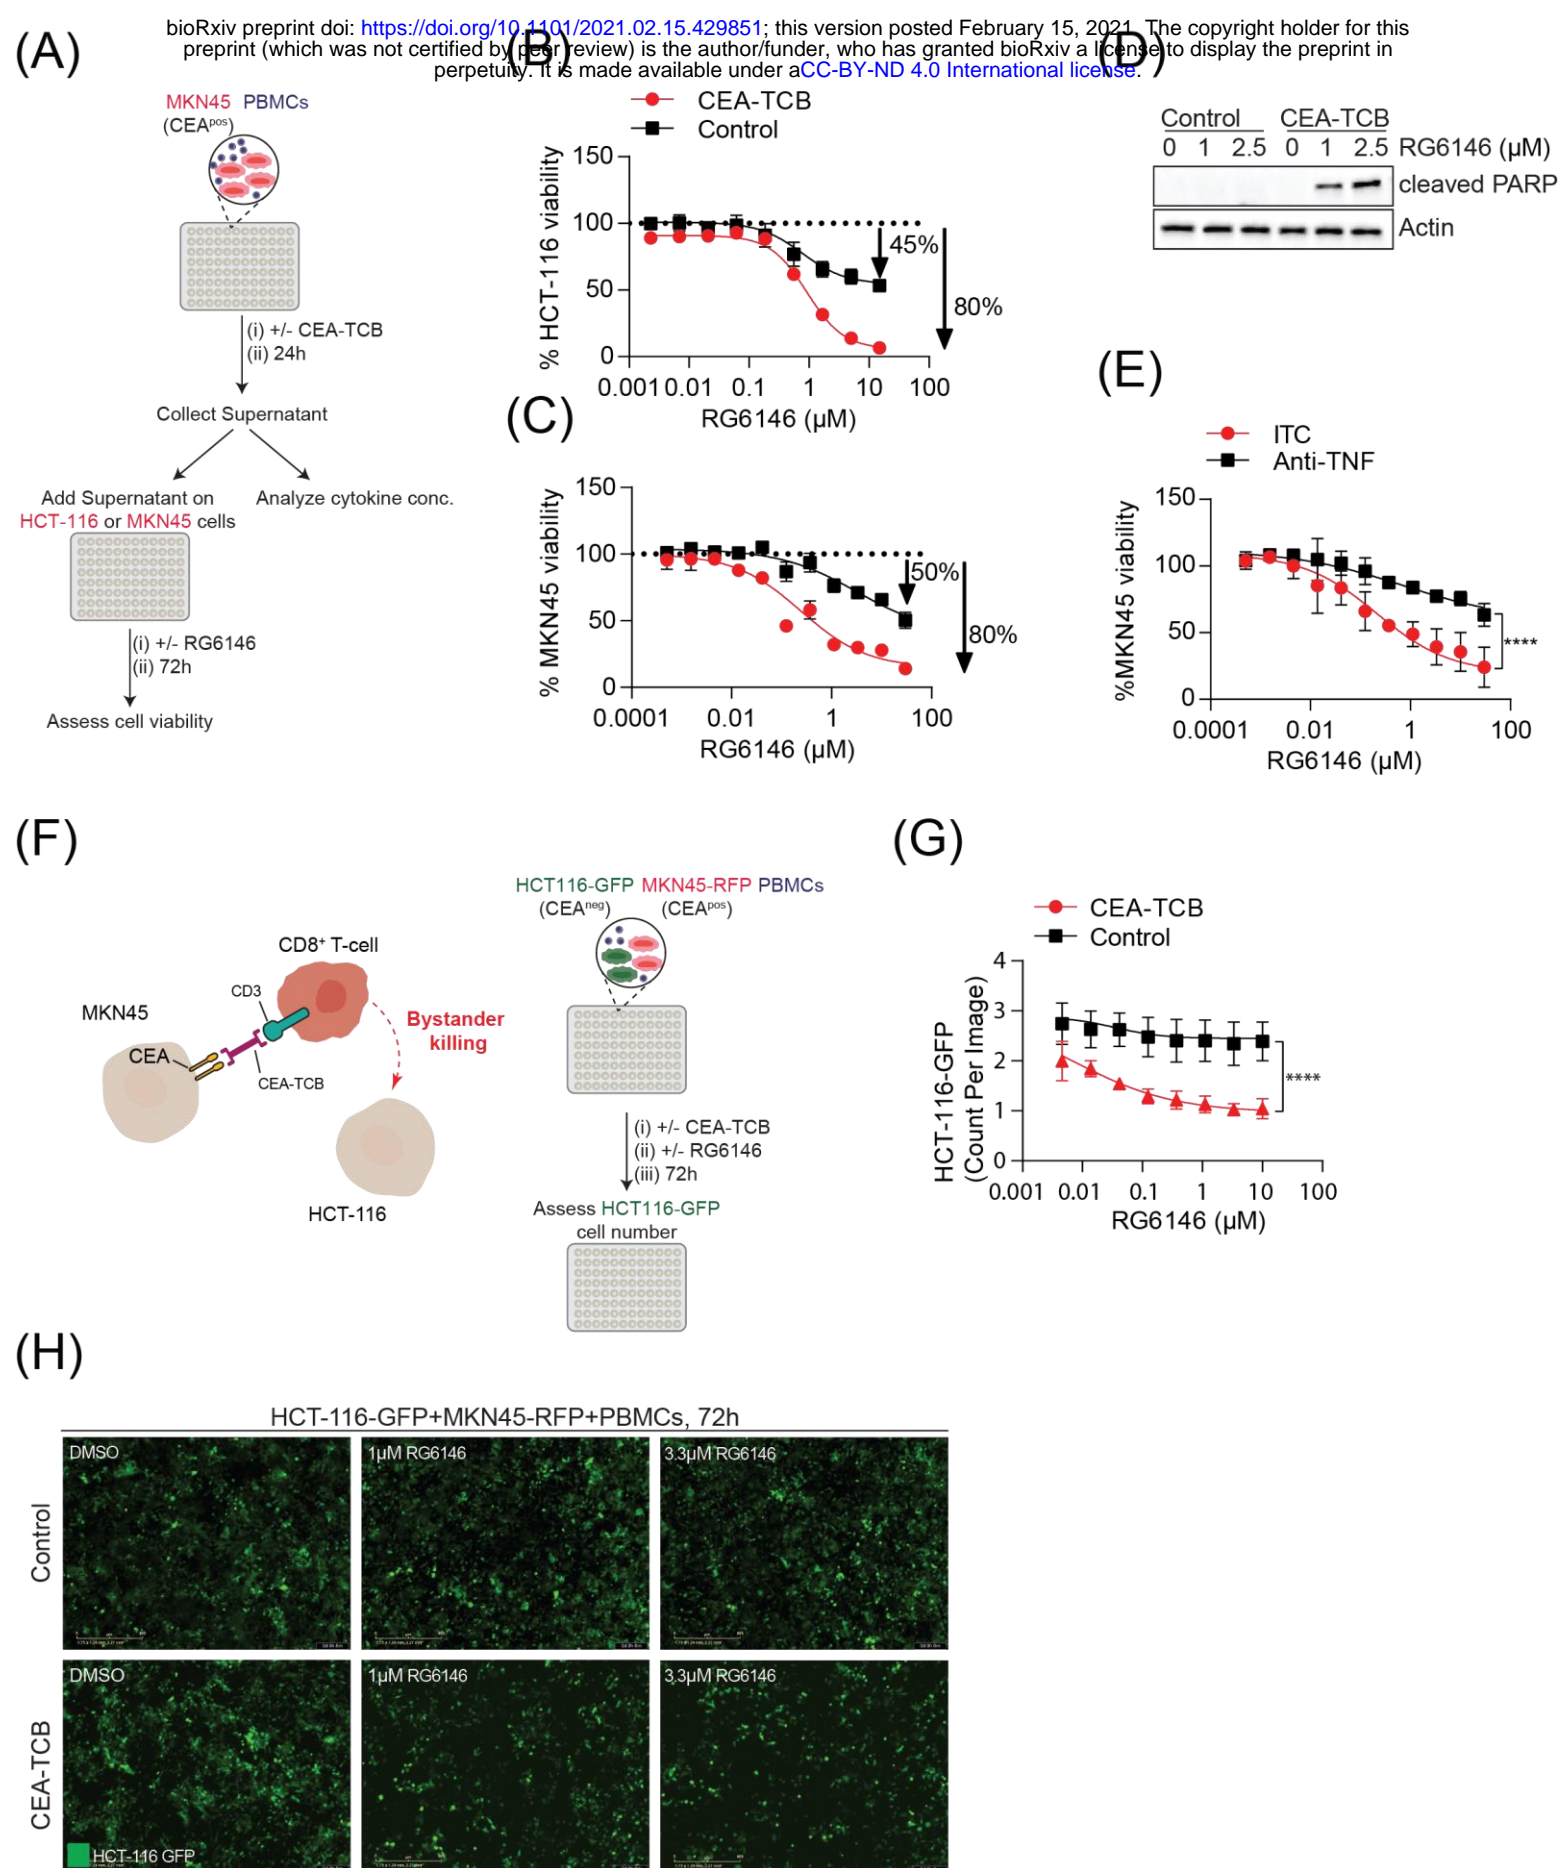 bioRxiv preprint doi: https://doi.org/10.1101/2021.02.15.429851; this version posted February 15, 2021. The copyright holder for this
preprint (which was not certified by peer review) is the author/funder, who has granted bioRxiv a license to display the preprint in
perpetuity. It is made available under aCC-BY-ND 4.0 International license.
(A)
MKN45 PBMCs
(CEApos)
(i) +/- CEA-TCB
(ii) 24h
Collect Supernatant
Add Supernatant on
HCT-116 or MKN45 cells
Analyze cytokine conc.
(i) +/- RG6146
(ii) 72h
Assess cell viability
(B)
CEA-TCB
Control
% HCT-116 viability
150
100
50
0
45%
80%
0.001 0.01 0.1 1 10 100
RG6146 (µM)
(C)
% MKN45 viability
150
100
50
0
50%
80%
0.0001 0.01 1 100
RG6146 (µM)
(D)
Control CEA-TCB
0 1 2.5 0 1 2.5 RG6146 (µM)
cleaved PARP
Actin
(E)
ITC
Anti-TNF
%MKN45 viability
150
100
50
0
****
0.0001 0.01 1 100
RG6146 (µM)
(F)
CD8+ T-cell
CD3
MKN45
CEA
CEA-TCB
Bystander
killing
HCT-116
HCT116-GFP MKN45-RFP PBMCs
(CEAneg) (CEApos)
(i) +/- CEA-TCB
(ii) +/- RG6146
(iii) 72h
Assess HCT116-GFP
cell number
(G)
CEA-TCB
Control
HCT-116-GFP
(Count Per Image)
4
3
2
1
0
****
0.001 0.01 0.1 1 10 100
RG6146 (µM)
(H)
HCT-116-GFP+MKN45-RFP+PBMCs, 72h
Control
DMSO 1µM RG6146 3.3µM RG6146
CEA-TCB
DMSO 1µM RG6146 3.3µM RG6146
HCT-116 GFP